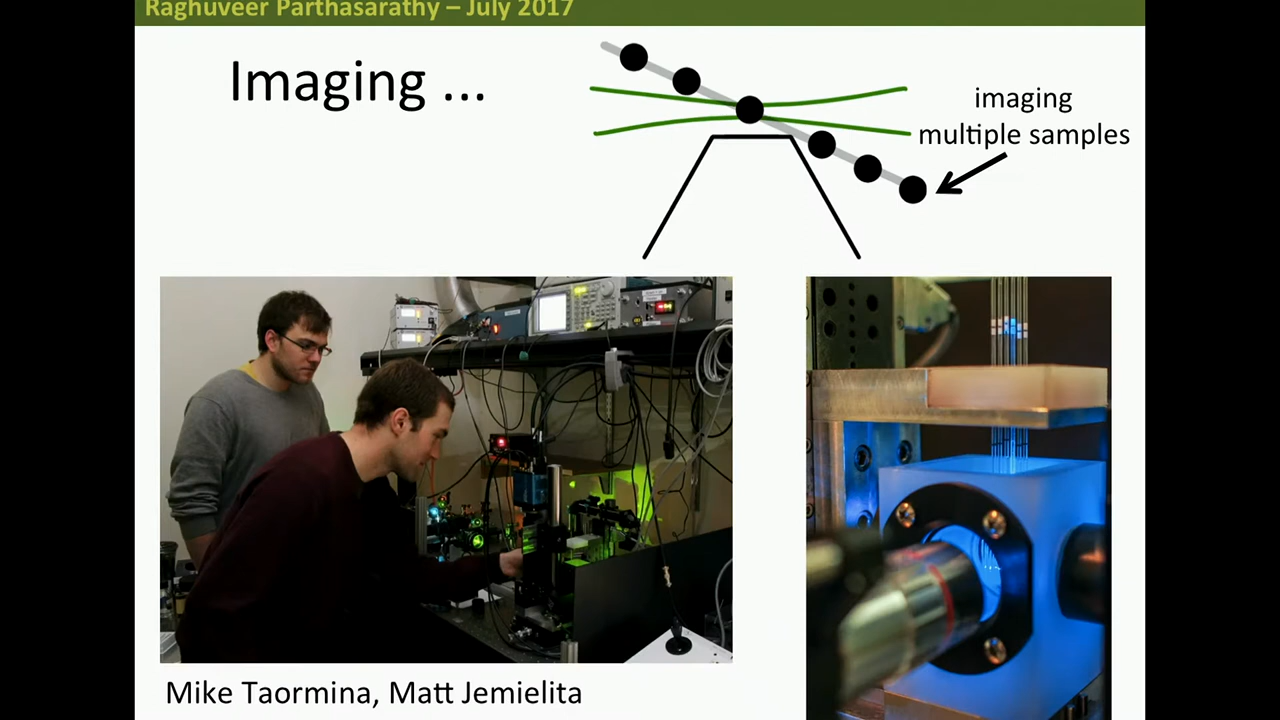 Raghuveer Parthasarathy – July 2017
Imaging ...
imaging
multiple samples
Mike Taormina, Matt Jemielita